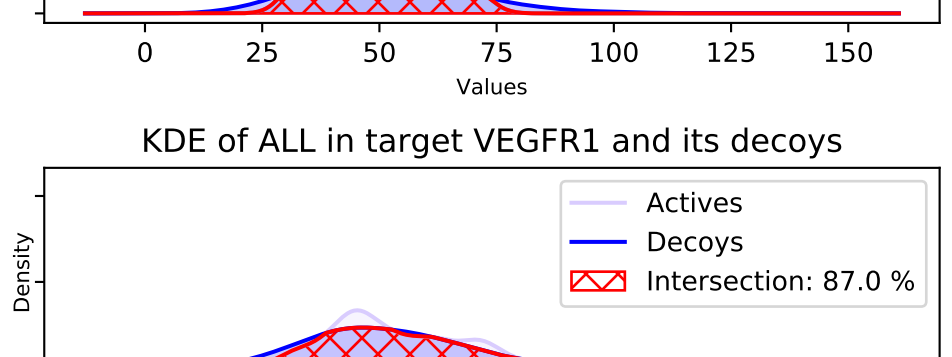 0 25 50 75 100 125 150
Values
KDE of ALL in target VEGFR1 and its decoys
Density
Actives
Decoys
Intersection: 87.0 %